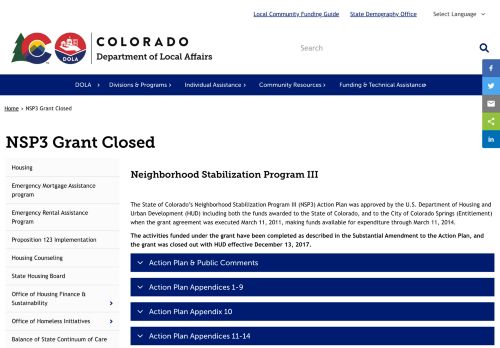 Local Community Funding Guide State Demography Office Select Language
COLORADO
Department of Local Affairs
DOLA
Search
DOLA Divisions & Programs Individual Assistance Community Resources Funding & Technical Assistance
Home » NSP3 Grant Closed
NSP3 Grant Closed
Housing
Emergency Mortgage Assistance
program
Emergency Rental Assistance
Program
Proposition 123 Implementation
Housing Counseling
State Housing Board
Office of Housing Finance &
Sustainability
Office of Homeless Initiatives
Balance of State Continuum of Care
Neighborhood Stabilization Program III
The State of Colorado's Neighborhood Stabilization Program III (NSP3) Action Plan was approved by the U.S. Department of Housing and
Urban Development (HUD) including both the funds awarded to the State of Colorado, and to the City of Colorado Springs (Entitlement)
when the grant agreement was executed March 11, 2011, making funds available for expenditure through March 11, 2014.
The activities funded under the grant have been completed as described in the Substantial Amendment to the Action Plan, and
the grant was closed out with HUD effective December 13, 2017.
Action Plan & Public Comments
Action Plan Appendices 1-9
Action Plan Appendix 10
Action Plan Appendices 11-14